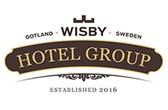 WISBY
GOTLAND SWEDEN
HOTEL GROUP
ESTABLISHED 2016